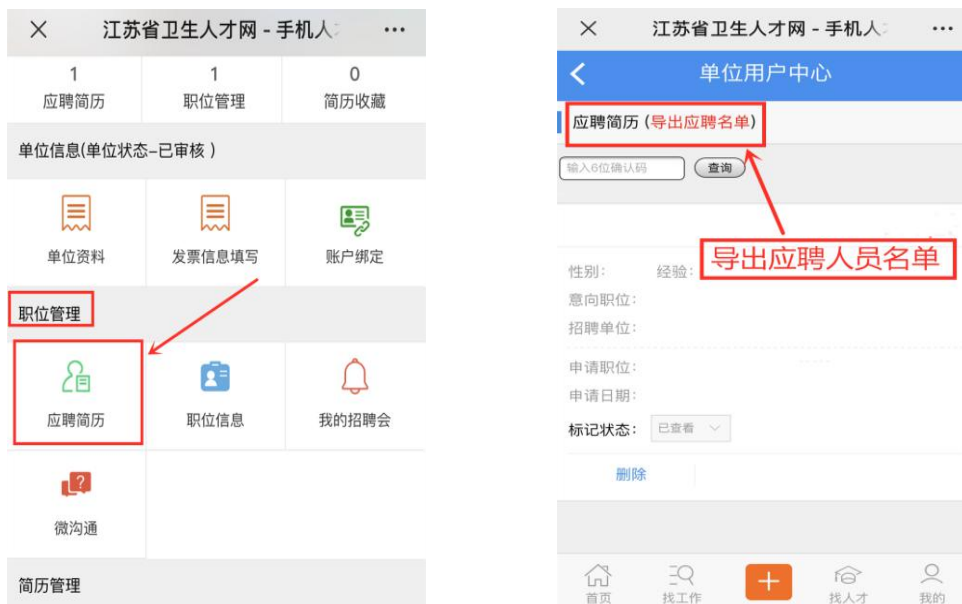 江苏省卫生人才网 - 手机人
1 1 0
应聘简历 职位管理 简历收藏
单位信息(单位状态-已审核 )
单位资料 发票信息填写 账户绑定
职位管理
应聘简历 职位信息 我的招聘会
?
微沟通
简历管理
江苏省卫生人才网 - 手机人
单位用户中心
应聘简历 (导出应聘名单)
输入6位确认码 查询
导出应聘人员名单
性别: 经验:
意向职位:
招聘单位:
申请职位:
申请日期:
标记状态: 已查看
删除
首页 找工作 找人才 我的